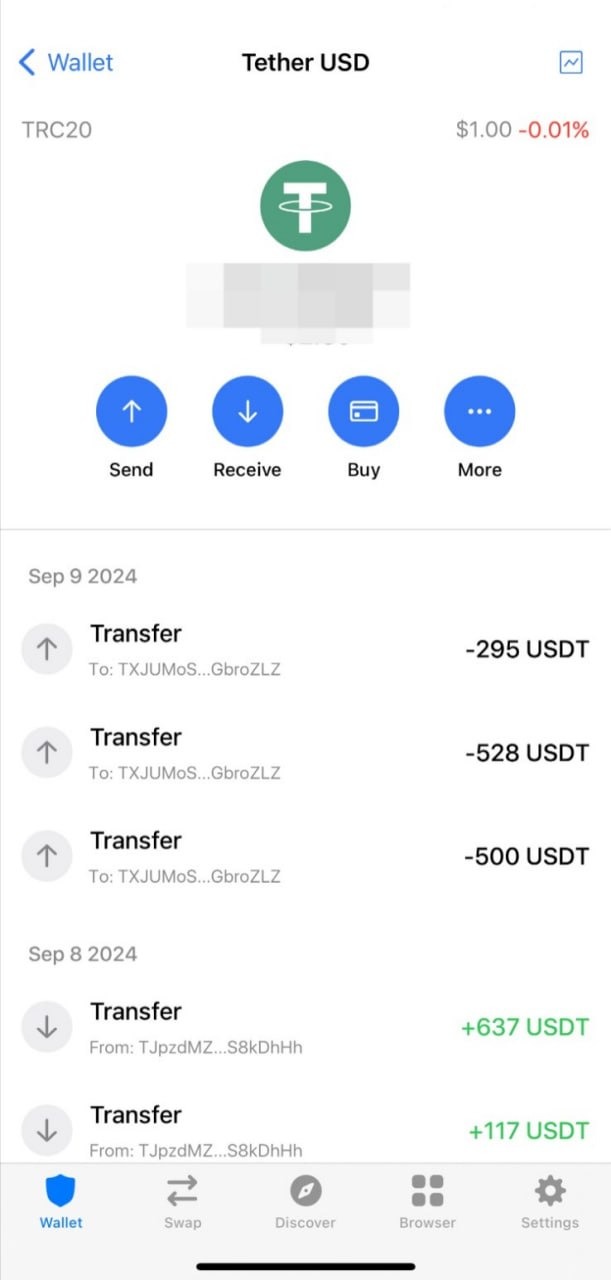 Wallet
Tether USD
TRC20
$1.00 -0.01%
Send
Receive
Buy
More
Sep 9 2024
Transfer
-295 USDT
To: TXJUMoS...GbroZLZ
Transfer
-528 USDT
To: TXJUMoS...GbroZLZ
Transfer
-500 USDT
To: TXJUMoS...GbroZLZ
Sep 8 2024
Transfer
+637 USDT
From: TJpzdMZ...S8kDhHh
Transfer
+117 USDT
From: TJpzdMZ...S8kDhHh
Wallet
Swap
Discover
Browser
Settings